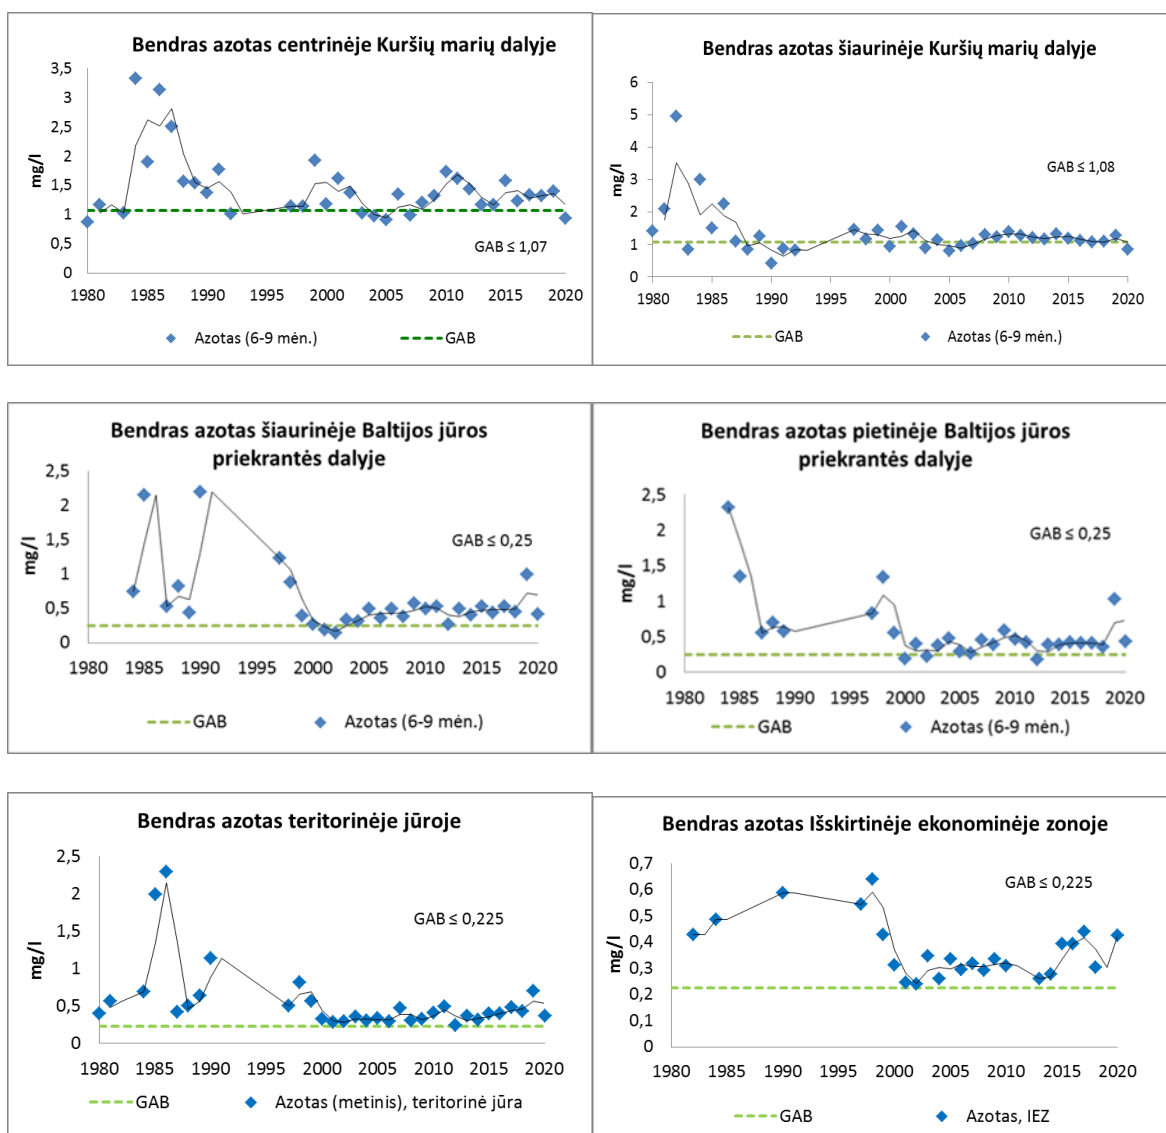 Bendras azotas centrinėje Kuršių marių dalyje
3,5
3
2,5
2
1,5
1
0,5
0
mg/l
GAB ≤ 1,07
1980 1985 1990 1995 2000 2005 2010 2015 2020
Azotas (6-9 mėn.) GAB
Bendras azotas šiaurinėje Kuršių marių dalyje
6
5
4
3
2
1
0
mg/l
GAB ≤ 1,08
1980 1985 1990 1995 2000 2005 2010 2015 2020
GAB Azotas (6-9 mėn.)
Bendras azotas šiaurinėje Baltijos jūros
priekrantės dalyje
2,5
2
1,5
1
0,5
0
mg/l
GAB ≤ 0,25
1980 1985 1990 1995 2000 2005 2010 2015 2020
GAB Azotas (6-9 mėn.)
Bendras azotas pietinėje Baltijos jūros
priekrantės dalyje
2,5
2
1,5
1
0,5
0
mg/l
GAB ≤ 0,25
1980 1985 1990 1995 2000 2005 2010 2015 2020
GAB Azotas (6-9 mėn.)
Bendras azotas teritorinėje jūroje
2,5
2
1,5
1
0,5
0
mg/l
GAB ≤ 0,225
1980 1985 1990 1995 2000 2005 2010 2015 2020
GAB Azotas (metinis), teritorinė jūra
Bendras azotas Išskirtinėje ekonominėje zonoje
0,7
0,6
0,5
0,4
0,3
0,2
0,1
0
mg/l
GAB ≤ 0,225
1980 1985 1990 1995 2000 2005 2010 2015 2020
GAB Azotas, IEZ